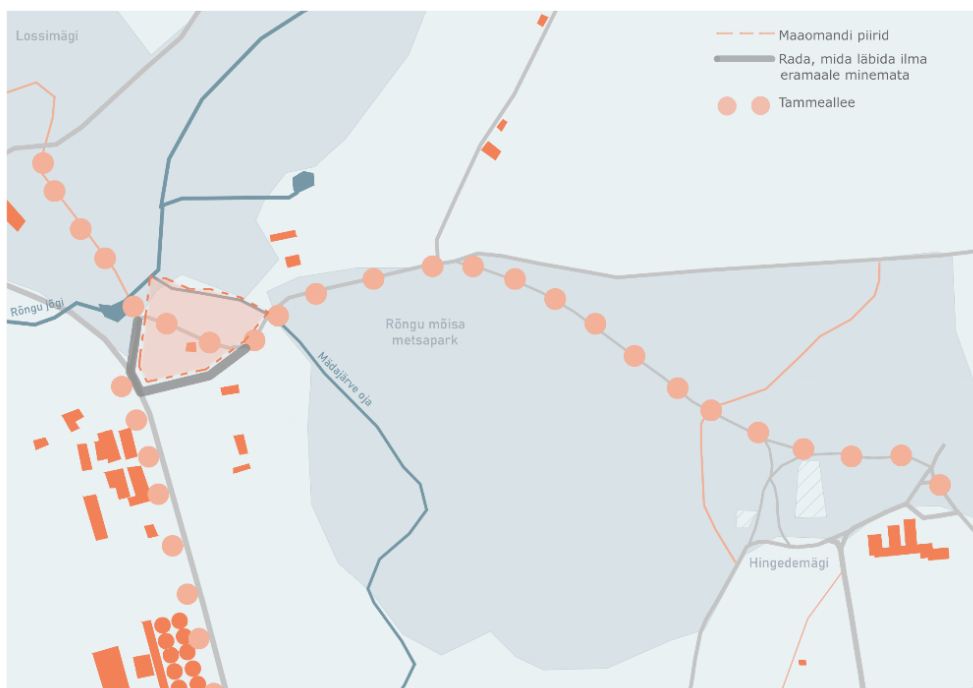 Lossimägi
Maaomandi piirid
Rada, mida läbida ilma
eramaale minemata
Tammeallee
Rõngu jõgi
Rõngu mõisa
metsapark
Mädajärve oja
Hingedemägi